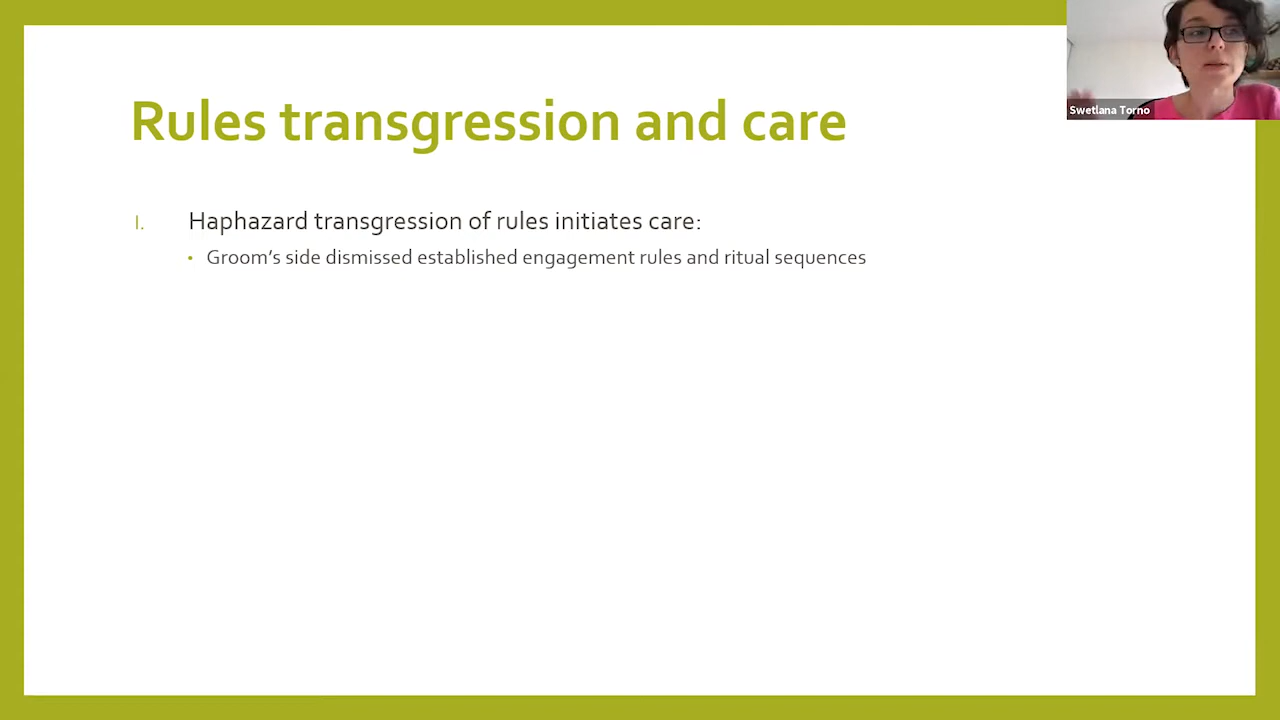 Swetlana Torno
Rules transgression and care
I. Haphazard transgression of rules initiates care:
• Groom's side dismissed established engagement rules and ritual sequences